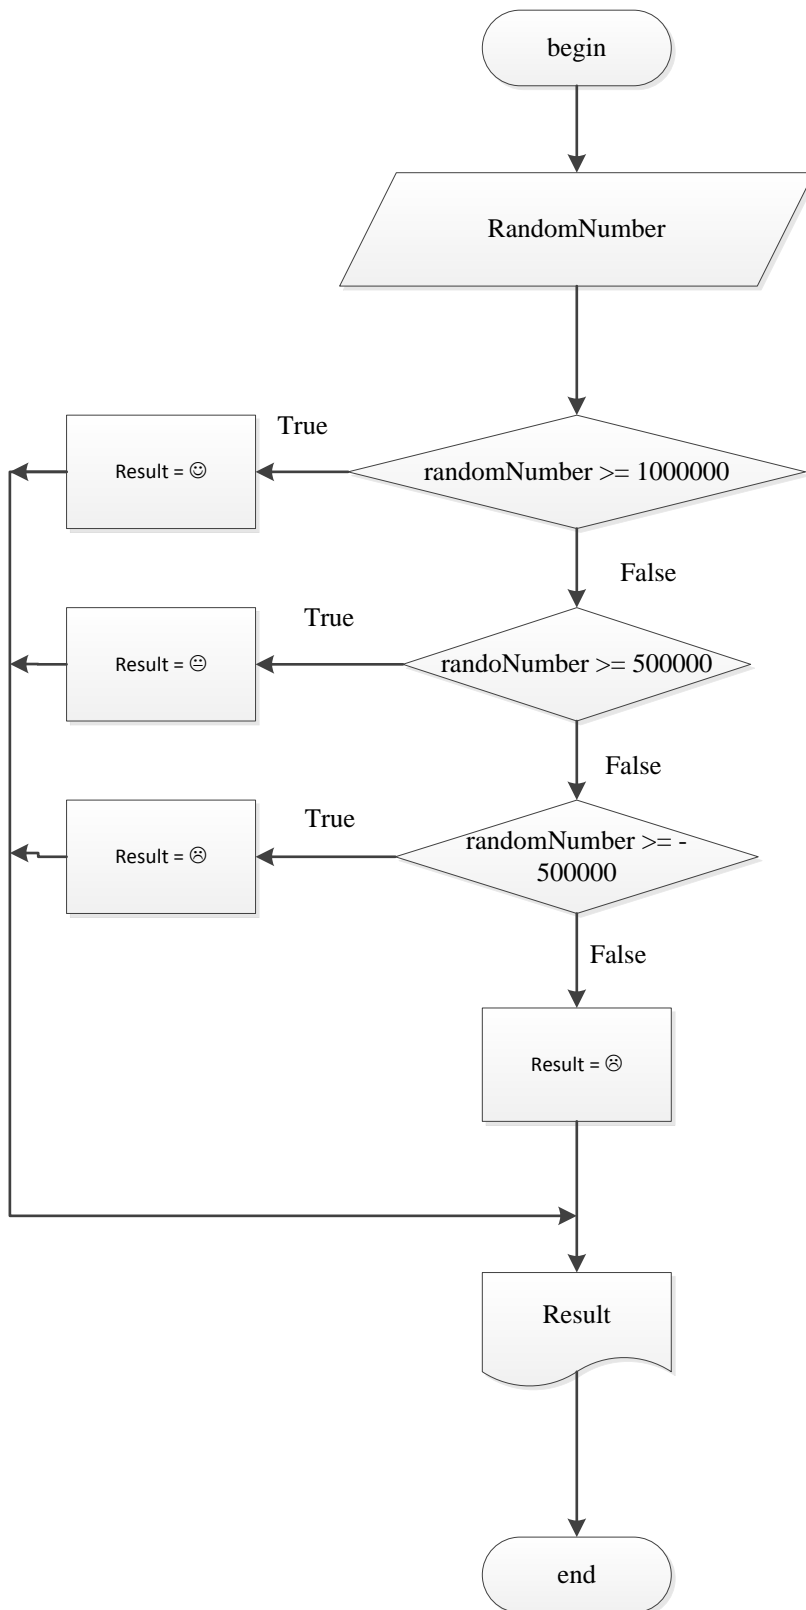 begin
RandomNumber
True
Result = ☺
randomNumber >= 1000000
False
True
Result = 😐
randoNumber >= 500000
False
True
Result = ☹
randomNumber >= -
500000
False
Result = ☹
Result
end